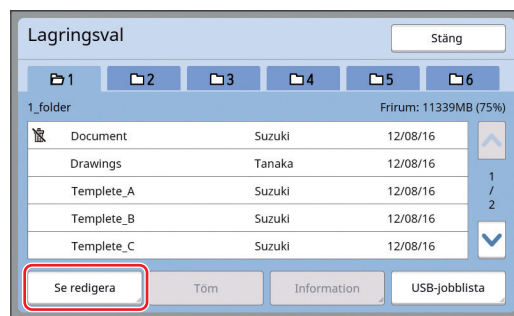 Lagringsval Stäng
1 2 3 4 5 6
1_folder Frirum: 11339MB (75%)
Document Suzuki 12/08/16
Drawings Tanaka 12/08/16
Templete_A Suzuki 12/08/16
Templete_B Suzuki 12/08/16
Templete_C Suzuki 12/08/16
1
/
2
Se redigera Töm Information USB-jobblista